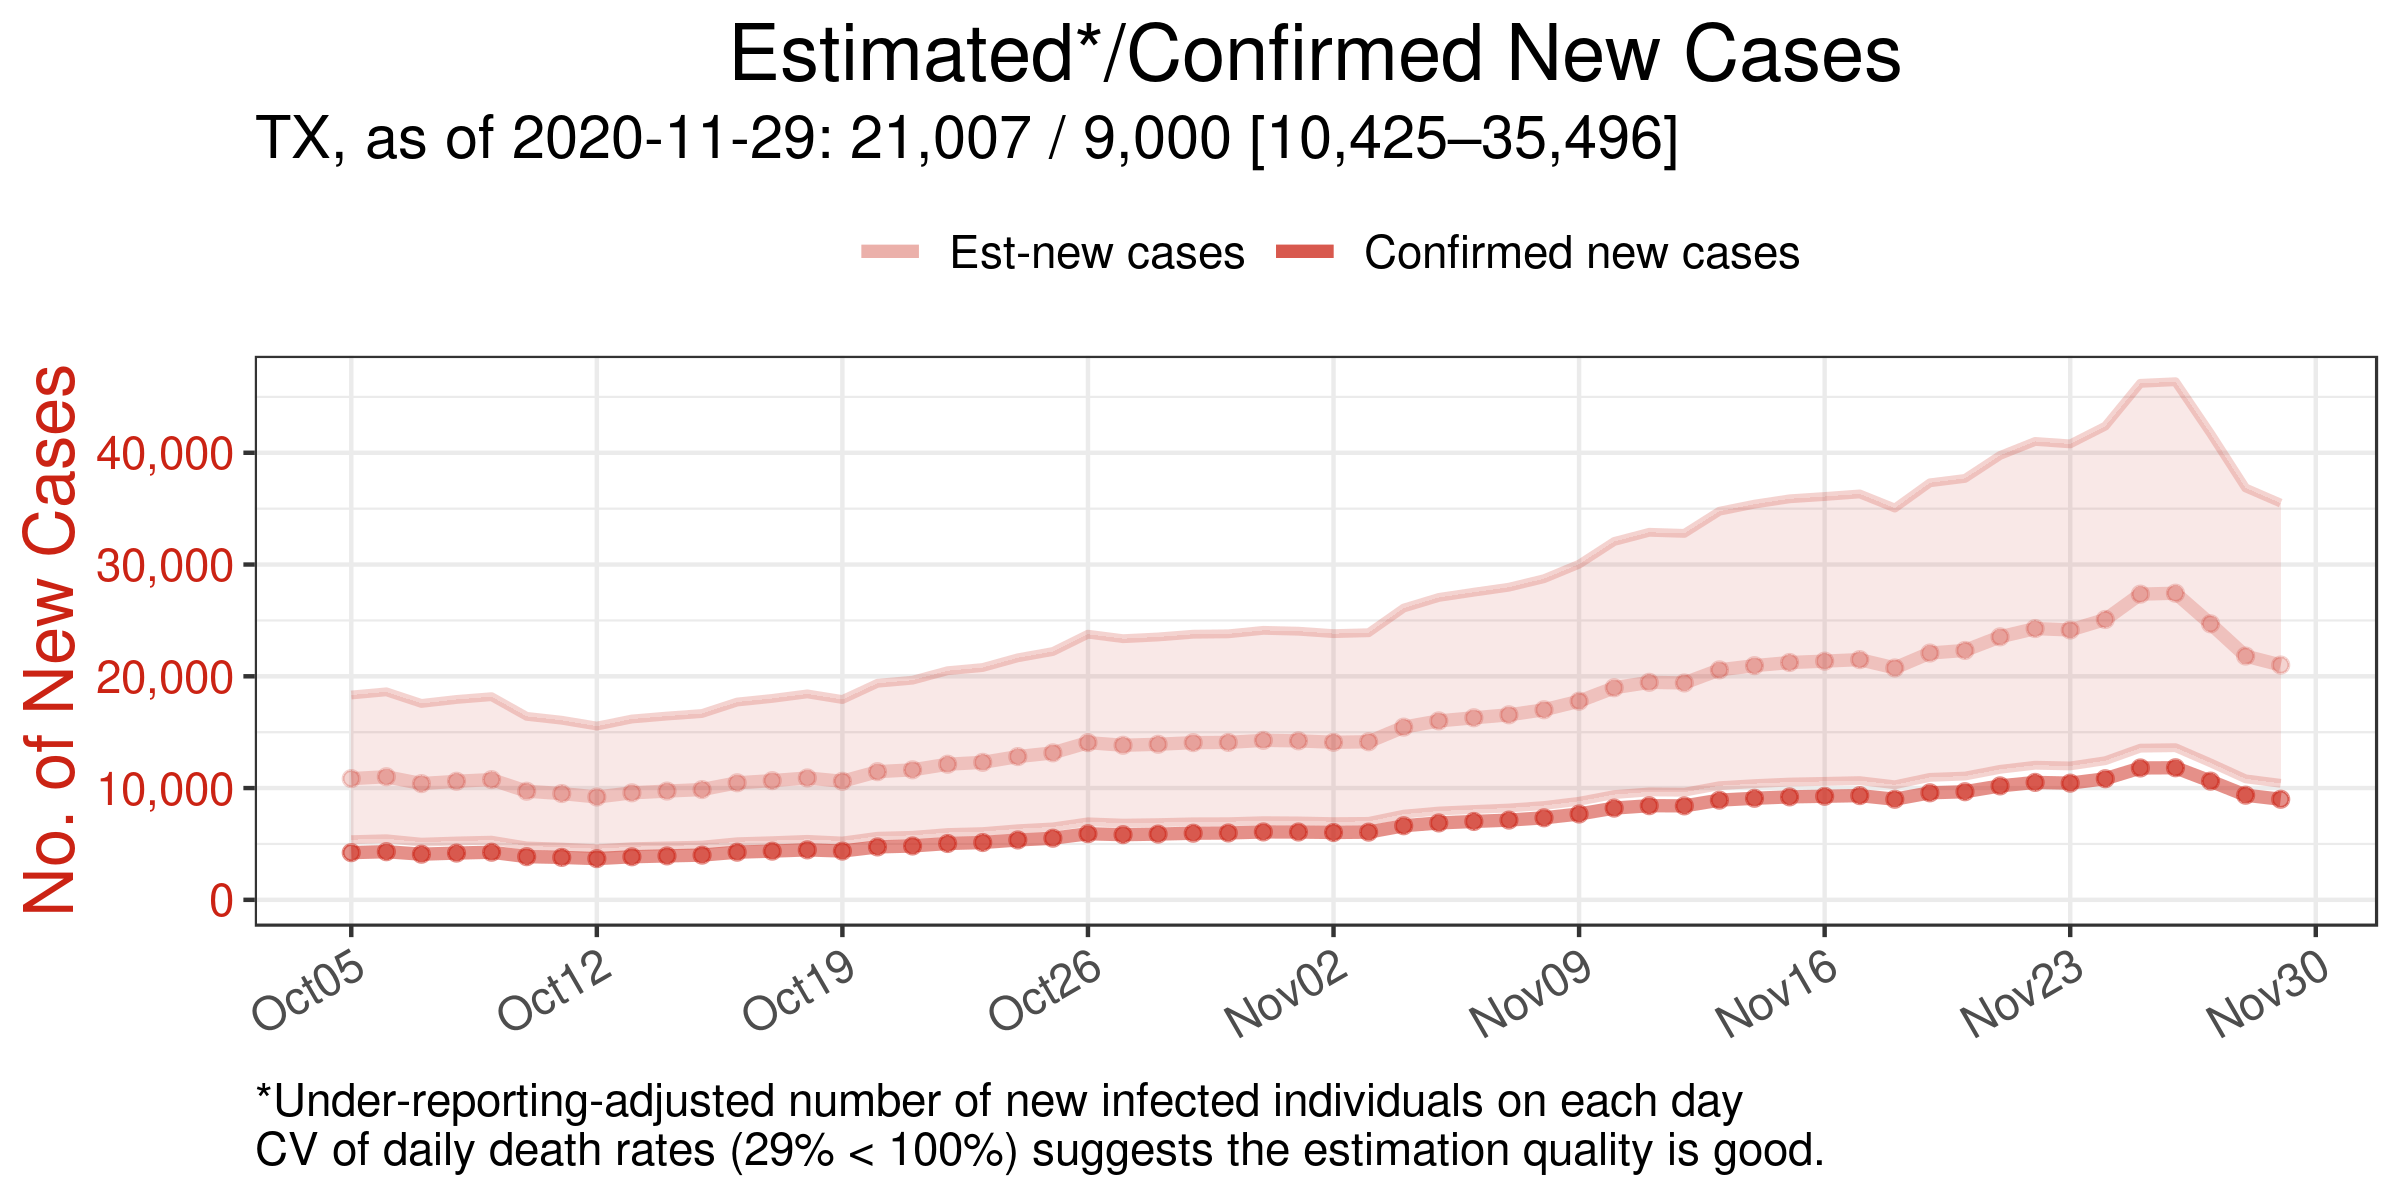 Estimated*/Confirmed New Cases
TX, as of 2020-11-29: 21,007 / 9,000 [10,425–35,496]
Est-new cases
Confirmed new cases
No. of New Cases
40,000
30,000
20,000
10,000
0
Oct05
Oct12
Oct19
Oct26
Nov02
Nov09
Nov16
Nov23
Nov30
*Under-reporting-adjusted number of new infected individuals on each day
CV of daily death rates (29% < 100%) suggests the estimation quality is good.